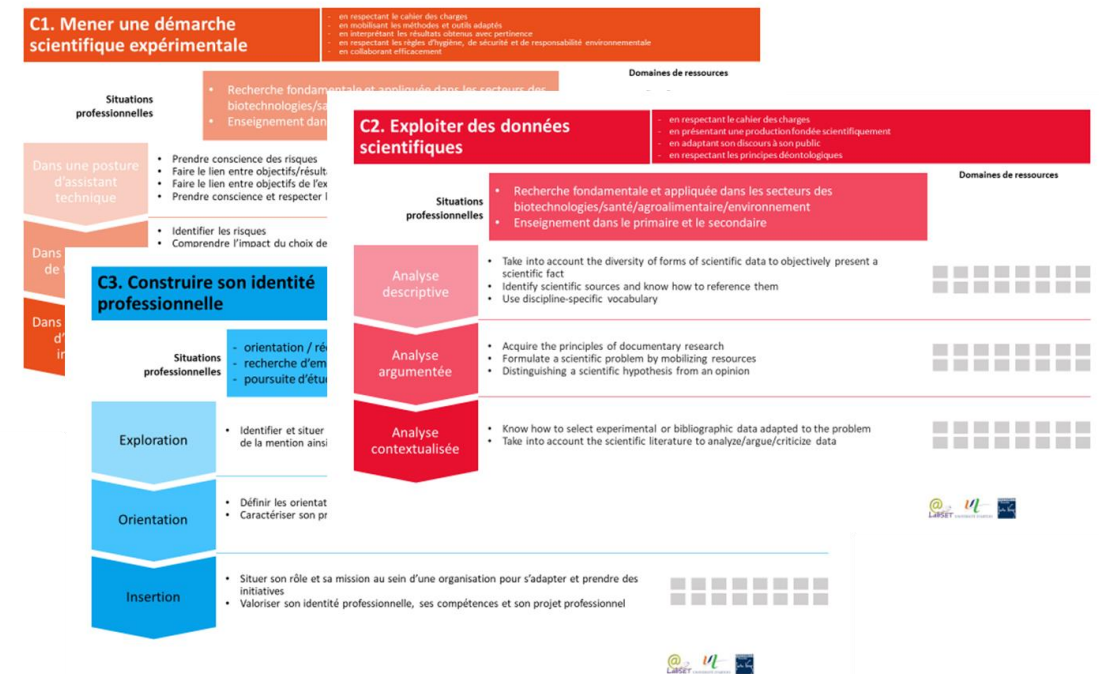 C1. Mener une démarche
scientifique expérimentale
- en respectant le cahier des charges
- en mobilisant les méthodes et outils adaptés
- en interprétant les résultats obtenus avec pertinence
- en respectant les règles d'hygiène, de sécurité et de responsabilité environnementale
- en collaborant efficacement
Domaines de ressources
Situations
professionnelles
• Recherche fondamentale et appliquée dans les secteurs des
biotechnologies/sa
• Enseignement dan
Dans une posture
d'assistant
technique
• Prendre conscience des risques
• Faire le lien entre objectifs/résult
• Faire le lien entre objectifs de l'ex
• Prendre conscience et respecter l
Dans
de t
• Identifier les risques
• Comprendre l'impact du choix de
Dans
d'
in
C2. Exploiter des données
scientifiques
- en respectant le cahier des charges
- en présentant une production fondée scientifiquement
- en adaptant son discours à son public
- en respectant les principes déontologiques
Domaines de ressources
Situations
professionnelles
• Recherche fondamentale et appliquée dans les secteurs des
biotechnologies/santé/agroalimentaire/environnement
• Enseignement dans le primaire et le secondaire
Analyse
descriptive
• Take into account the diversity of forms of scientific data to objectively present a
scientific fact
• Identify scientific sources and know how to reference them
• Use discipline-specific vocabulary
Analyse
argumentée
• Acquire the principles of documentary research
• Formulate a scientific problem by mobilizing resources
• Distinguishing a scientific hypothesis from an opinion
Analyse
contextualisée
• Know how to select experimental or bibliographic data adapted to the problem
• Take into account the scientific literature to analyze/argue/criticize data
C3. Construire son identité
professionnelle
Situations
professionnelles
- orientation / ré
- recherche d'em
- poursuite d'étu
Exploration
• Identifier et situer
de la mention ainsi
Orientation
• Définir les orientat
• Caractériser son pr
Insertion
• Situer son rôle et sa mission au sein d'une organisation pour s'adapter et prendre des
initiatives
• Valoriser son identité professionnelle, ses compétences et son projet professionnel